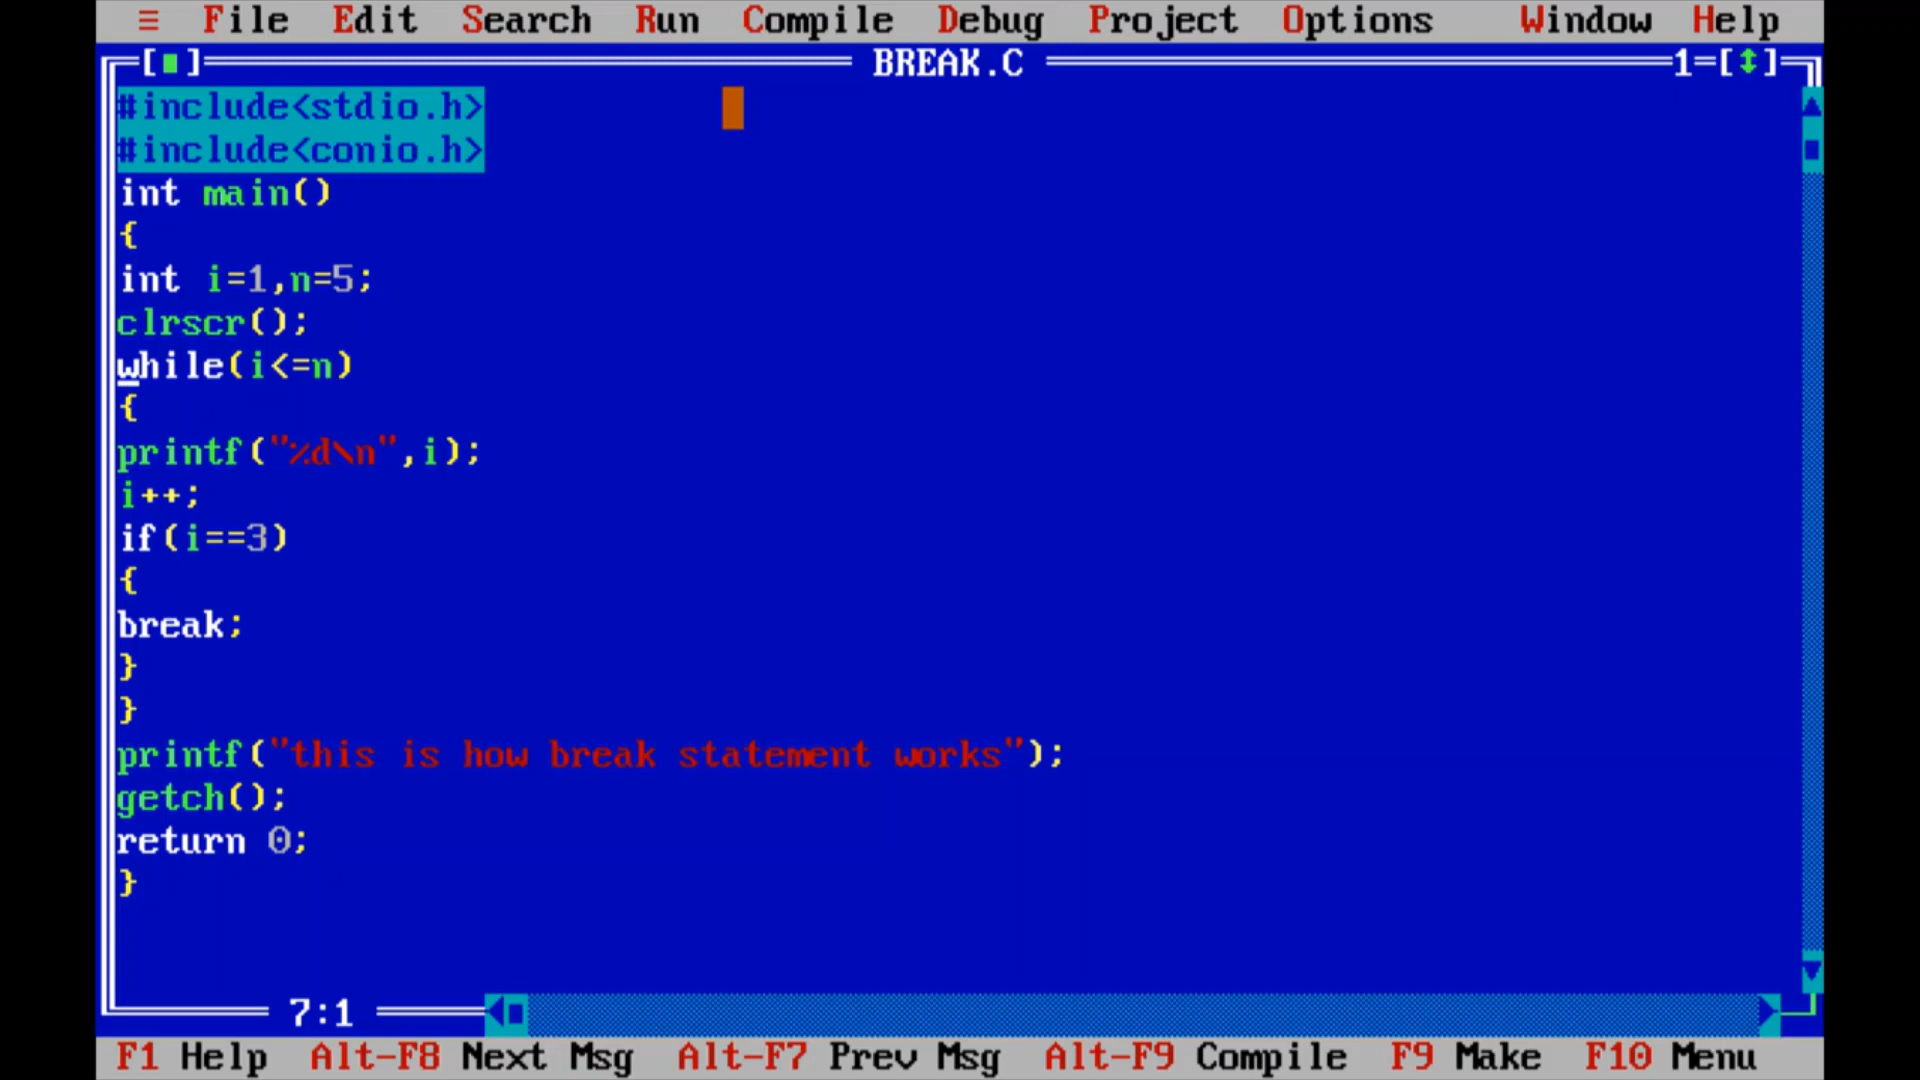 ≡ File Edit Search Run Compile Debug Project Options Window Help
[■] BREAK.C 1=[↕]
#include<stdio.h>
#include<conio.h>
int main()
{
int i=1,n=5;
clrscr();
while(i<=n)
{
printf("%d\n",i);
i++;
if(i==3)
{
break;
}
}
printf("this is how break statement works");
getch();
return 0;
}
7:1
F1 Help Alt-F8 Next Msg Alt-F7 Prev Msg Alt-F9 Compile F9 Make F10 Menu